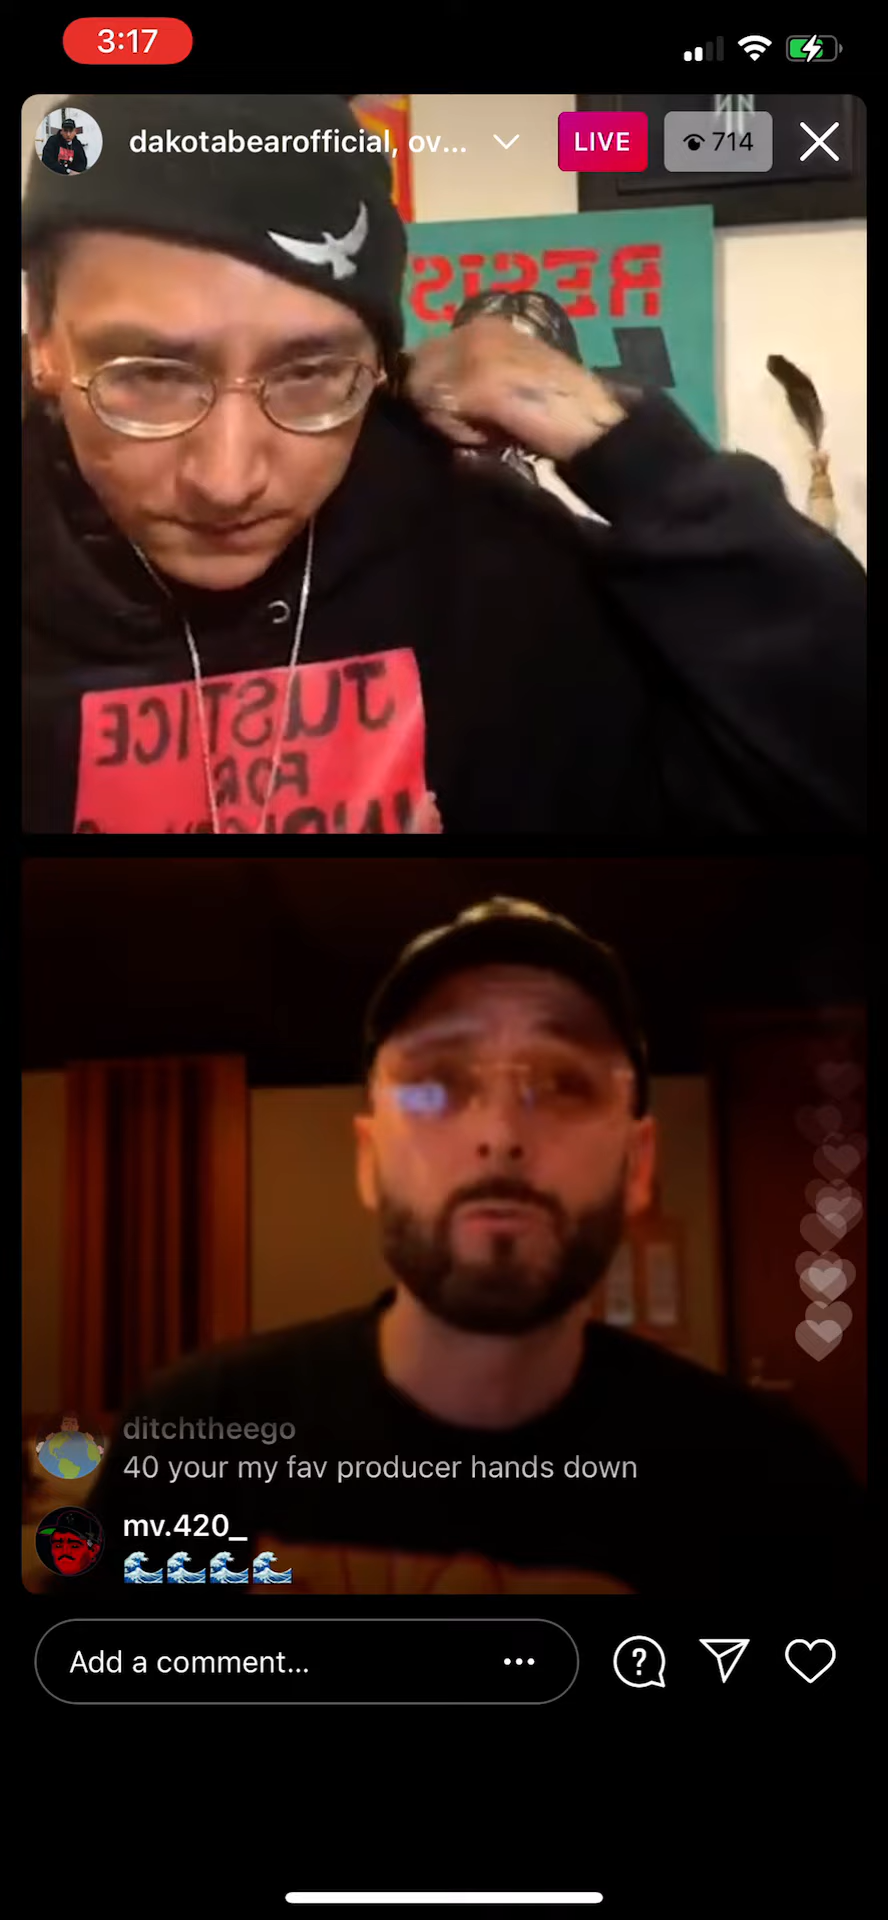 3:17
dakotabearofficial, ov...
LIVE
714
RESIS
JUSTICE
FOR
ditchtheego
40 your my fav producer hands down
mv.420_
🌊🌊🌊🌊
Add a comment...